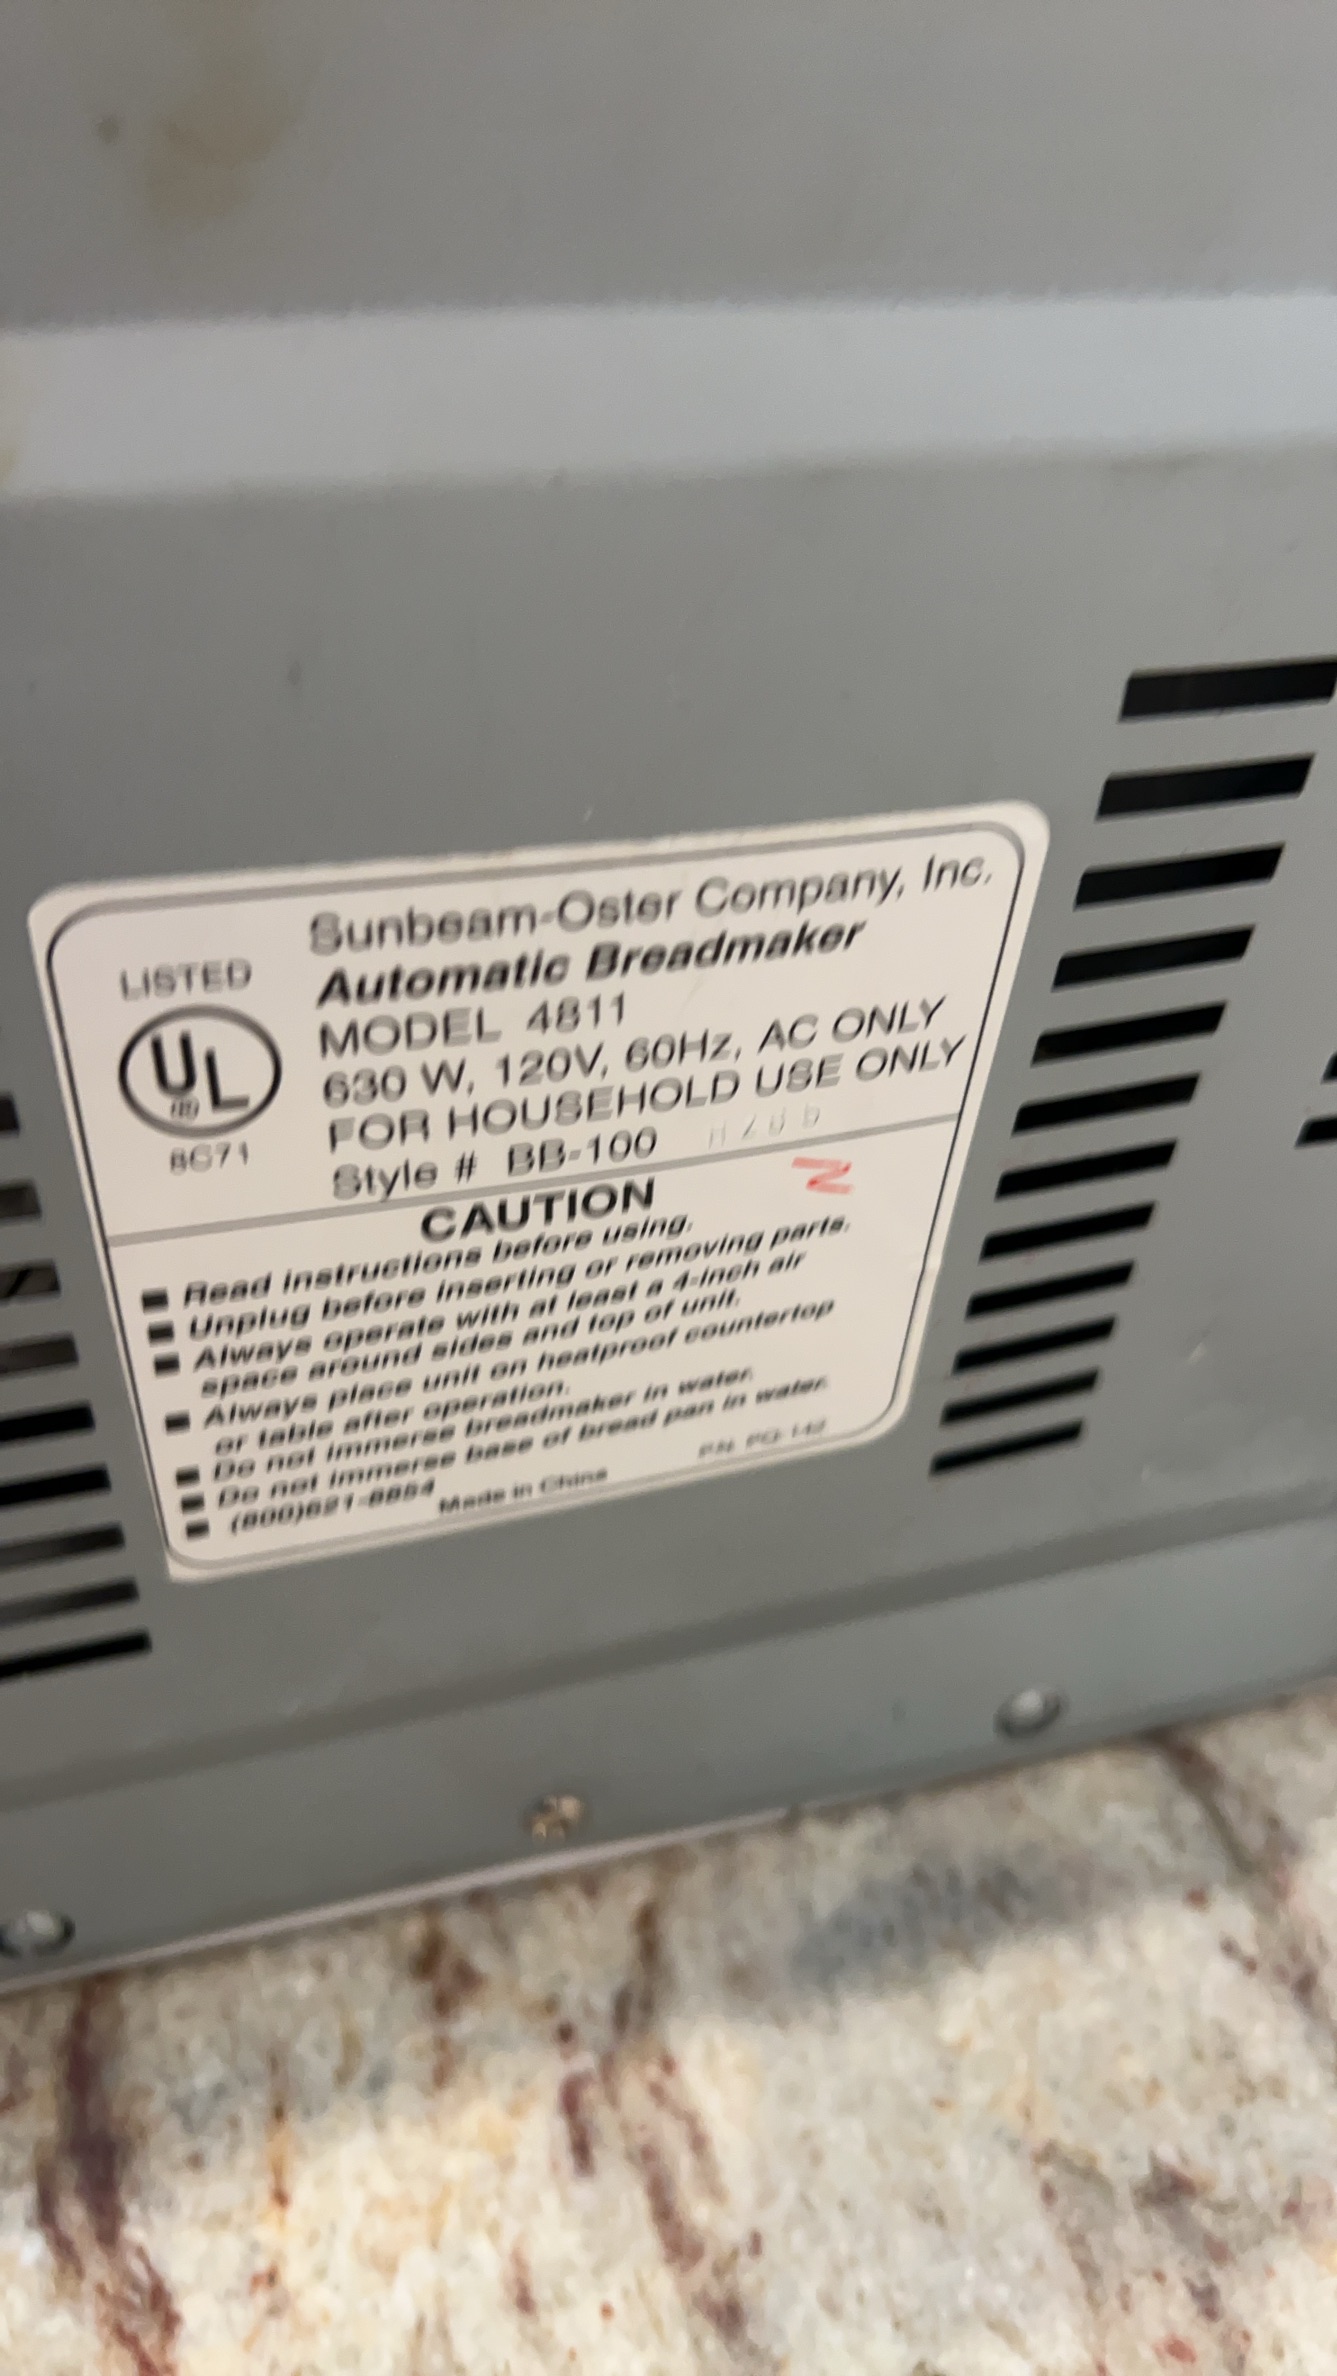 Sunbeam-Oster Company, Inc.
Automatic Breadmaker
LISTED
MODEL 4811
UL
630 W, 120V, 60Hz, AC ONLY
FOR HOUSEHOLD USE ONLY
8C71
Style # BB-100
CAUTION
Read instructions before using.
Unplug before inserting or removing parts.
Always operate with at least a 4-inch air
space around sides and top of unit.
Always place unit on heatproof countertop
or table after operation.
Do not immerse breadmaker in water.
Do not immerse base of bread pan in water.
(800)621-8854
Made in China